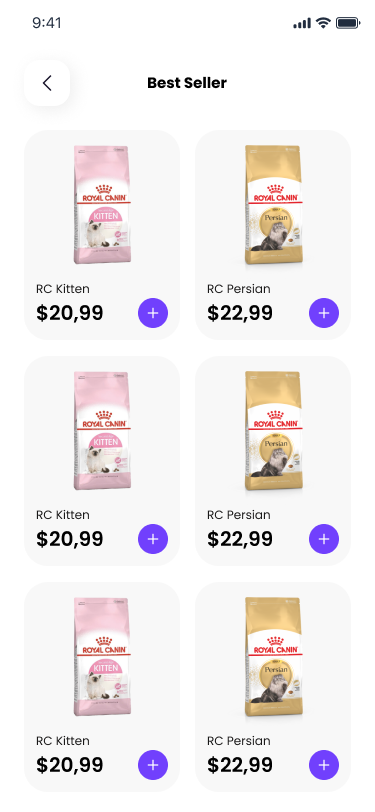 9:41
Best Seller
ROYAL CANIN
KITTEN
ROYAL CANIN
Persian
RC Kitten
$20,99
RC Persian
$22,99
ROYAL CANIN
KITTEN
ROYAL CANIN
Persian
RC Kitten
$20,99
RC Persian
$22,99
ROYAL CANIN
KITTEN
ROYAL CANIN
Persian
RC Kitten
$20,99
RC Persian
$22,99